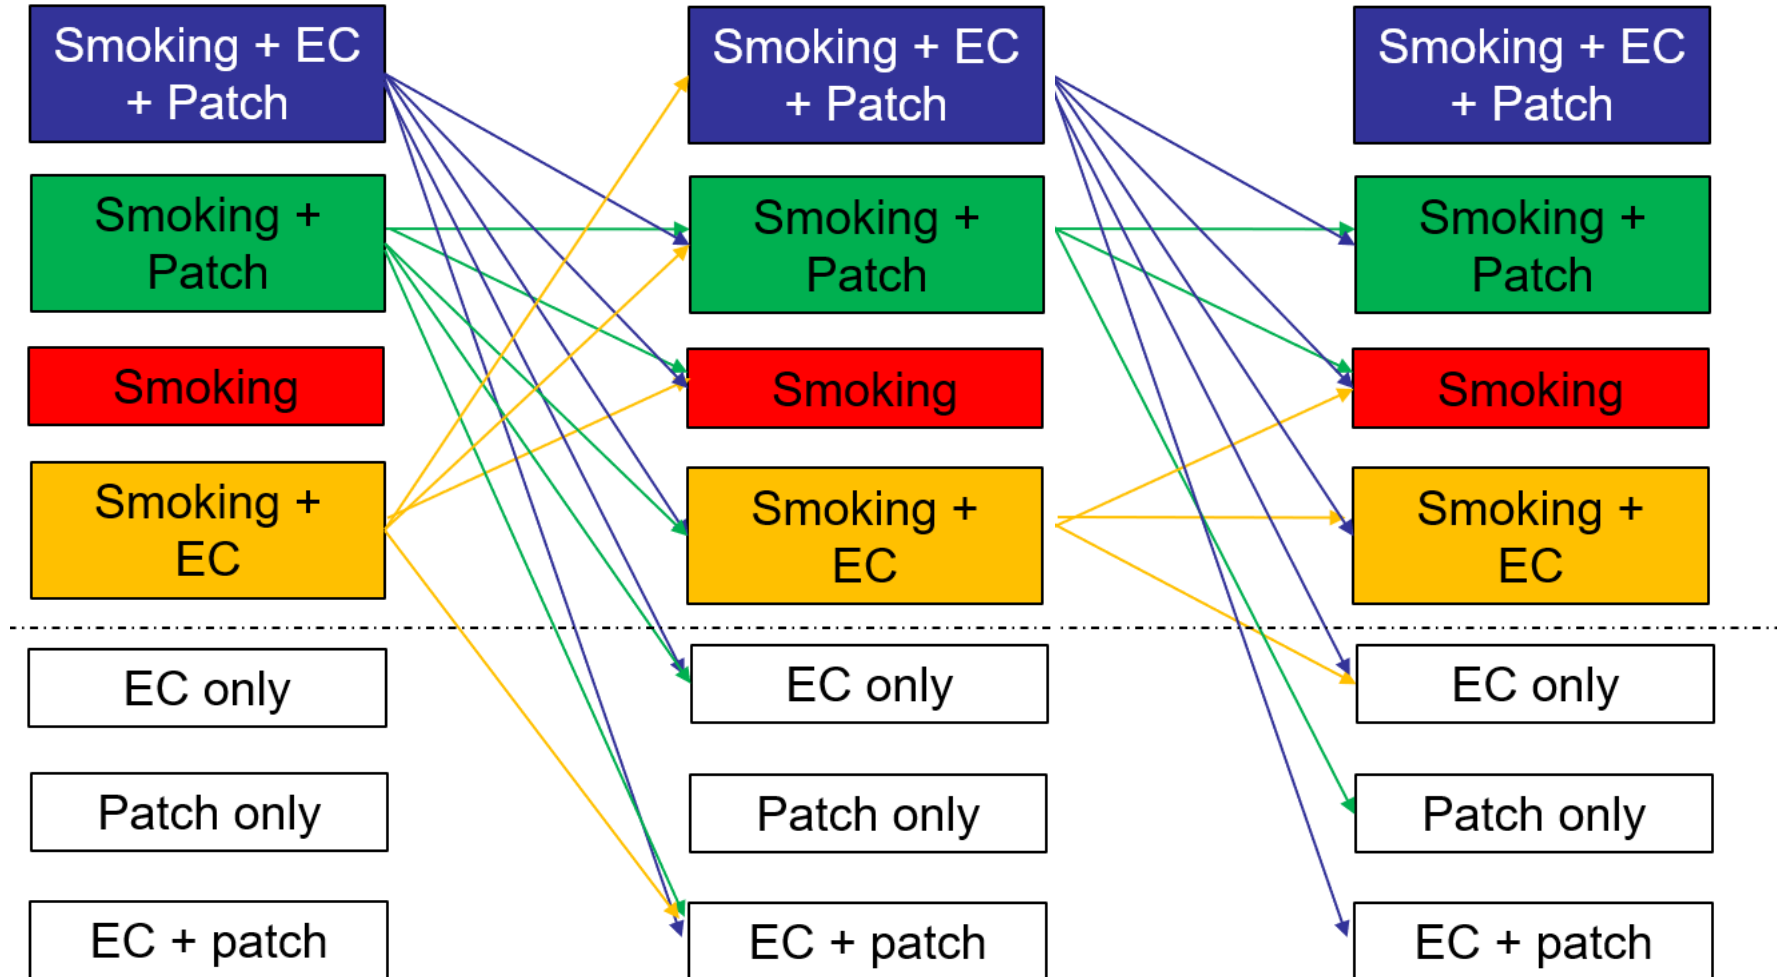 Smoking + EC
+ Patch
Smoking +
Patch
Smoking
Smoking +
EC
EC only
Patch only
EC + patch
Smoking + EC
+ Patch
Smoking +
Patch
Smoking
Smoking +
EC
EC only
Patch only
EC + patch
Smoking + EC
+ Patch
Smoking +
Patch
Smoking
Smoking +
EC
EC only
Patch only
EC + patch